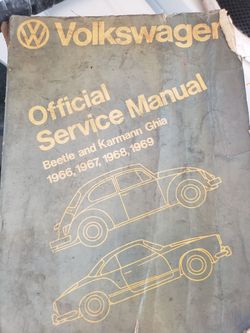 Volkswagen
Official
Service Manual
Beetle and Karmann Ghia
1966, 1967, 1968, 1969